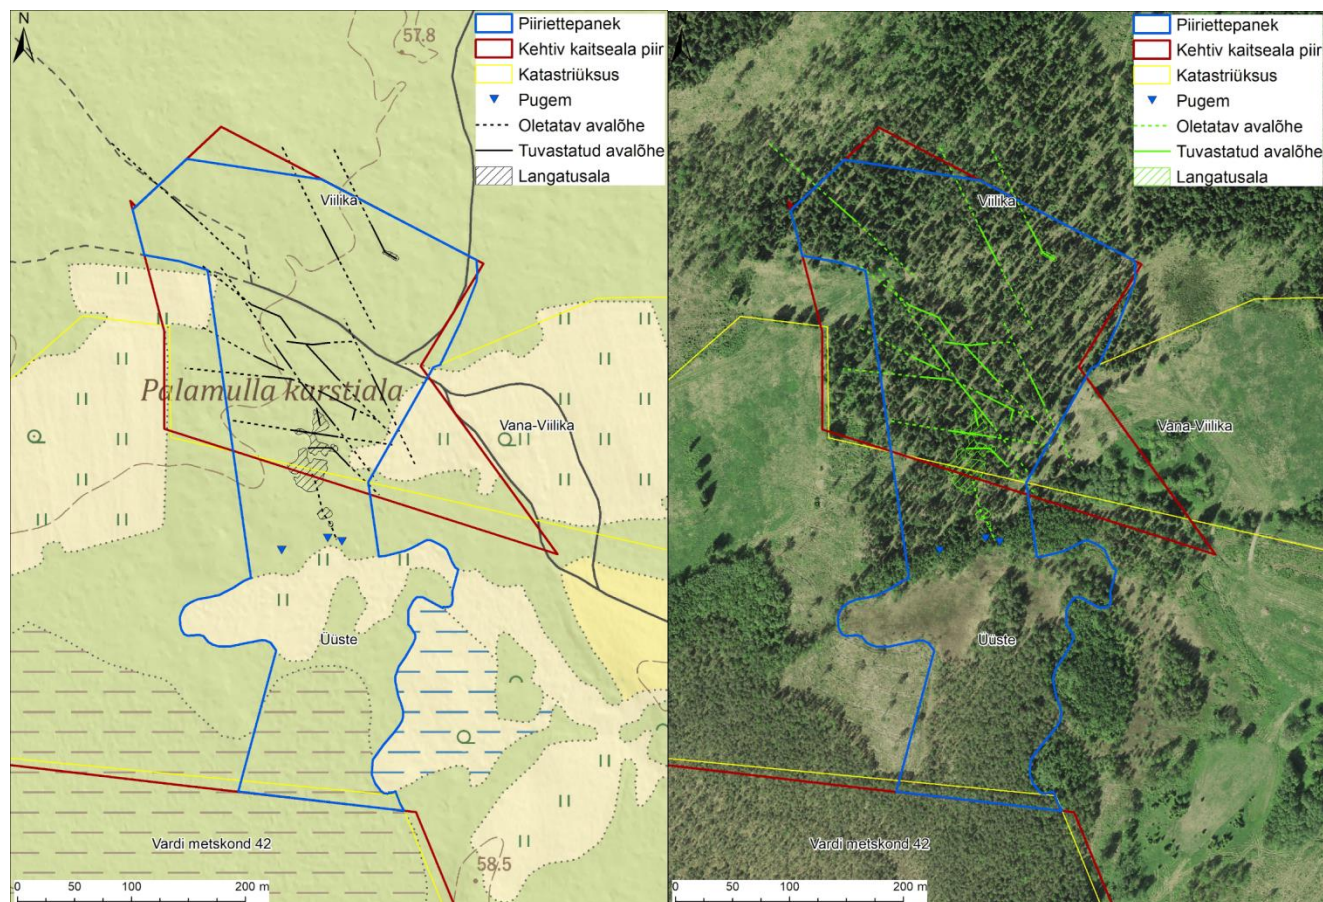 N
Piiriettepanek
Kehtiv kaitseala piir
Katastriüksus
Pugem
Oletatav avalõhe
Tuvastatud avalõhe
Langatusala
57.8
Viilika
Palamulla karstiala
Vana-Viilika
Üüste
Vardi metskond 42
58.5
0 50 100 200 m
N
Piiriettepanek
Kehtiv kaitseala piir
Katastriüksus
Pugem
Oletatav avalõhe
Tuvastatud avalõhe
Langatusala
Viilika
Vana-Viilika
Üüste
Vardi metskond 42
0 50 100 200 m